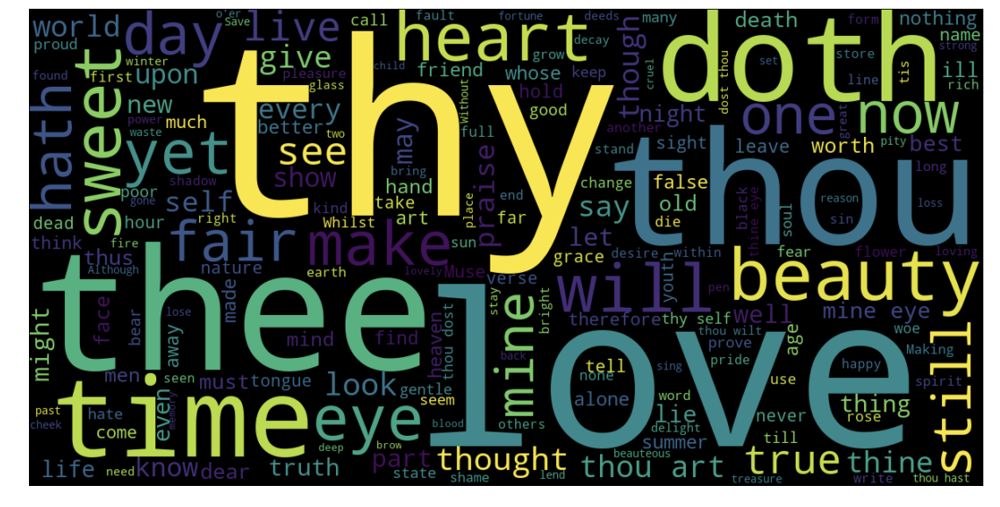 world
proud
o'er
Save
day
live
call
fault
fortune
deeds
heart
decay
many
death
form
nothing
name
winter
found
first
upon
give
pleasure
child
friend
grow
whose
keep
though
cruel
doth
set
store
line
tis
strong
ill
rich
hath
sweet
power
new
much
glass
every
better
two
thy
Without
hold
good
another
night
dost thou
one
great
now
yet
waste
see
may
full
stand
sight
leave
worth
pity
best
poor
shadow
show
bring
hand
praise
thou
change
false
black
thine eye
long
gone
self
take
end
place
say
old
soul
reason
loss
dead
hour
right
kind
Whilst
art
far
die
sin
think
fire
fair
make
sun
let
desire
within
fear
flower
loving
thus
Although
nature
earth
lovely
Muse
grace
verse
youth
pen
beauty
thee
made
stay
bright
will
might
face
bear
lose
away
mind
find
heaven
thou dost
mine
therefore
thy self
well
mine eye
thou wilt
prove
age
woe
Making
still
love
back
tell
none
sing
pride
happy
men
seen
must
tongue
look
gentle
seem
alone
use
spirit
past
cheek
hate
come
even
memory
time
eye
blood
others
word
lie
delight
never
thing
rose
need
deep
brow
summer
till
life
know
dear
truth
part
state
thought
shame
lend
beauteous
thou art
treasure
true
write
thine
thou hast